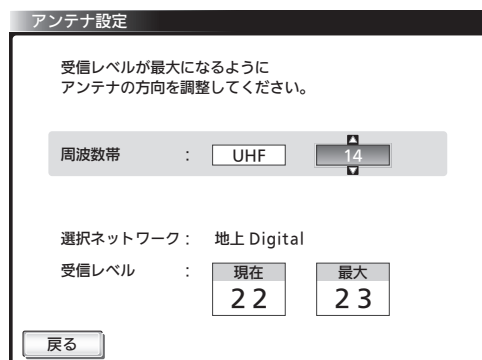 アンテナ設定
受信レベルが最大になるように
アンテナの方向を調整してください。
周波数帯 : UHF 14
選択ネットワーク : 地上 Digital
受信レベル : 現在 最大
22 23
戻る